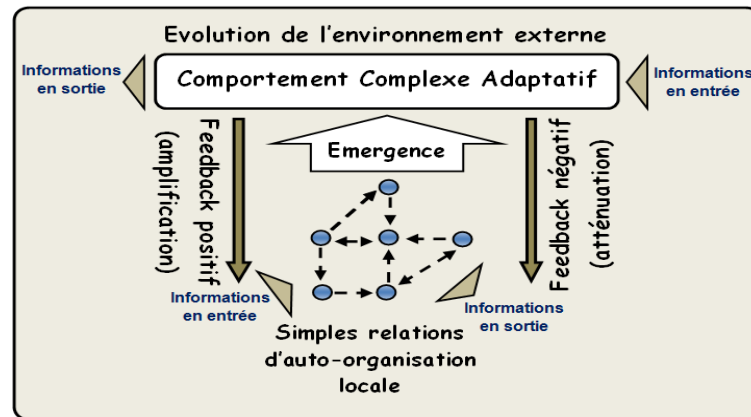 Evolution de l'environnement externe
Informations
en sortie
Comportement Complexe Adaptatif
Informations
en entrée
Feedback positif
(amplification)
Emergence
Feedback négatif
(atténuation)
Informations
en entrée
Informations
en sortie
Simples relations
d'auto-organisation
locale